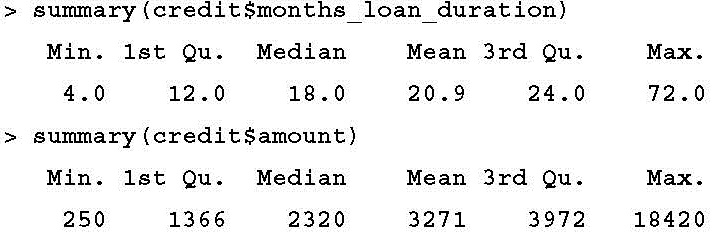 > summary(credit$months_loan_duration)
Min. 1st Qu. Median Mean 3rd Qu. Max.
4.0 12.0 18.0 20.9 24.0 72.0
> summary(credit$amount)
Min. 1st Qu. Median Mean 3rd Qu. Max.
250 1366 2320 3271 3972 18420